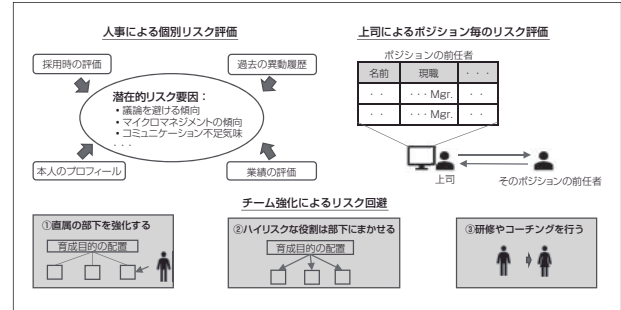 人事による個別リスク評価
採用時の評価
過去の異動履歴
潜在的リスク要因：
・議論を避ける傾向
・マイクロマネジメントの傾向
・コミュニケーション不足気味
・・・
本人のプロフィール
業績の評価
上司によるポジション毎のリスク評価
ポジションの前任者
名前 現職 ・・・
・・ ・・・Mgr. ・・
・・ ・・・Mgr. ・・
上司
そのポジションの前任者
チーム強化によるリスク回避
①直属の部下を強化する
育成目的の配置
②ハイリスクな役割は部下にまかせる
育成目的の配置
③研修やコーチングを行う